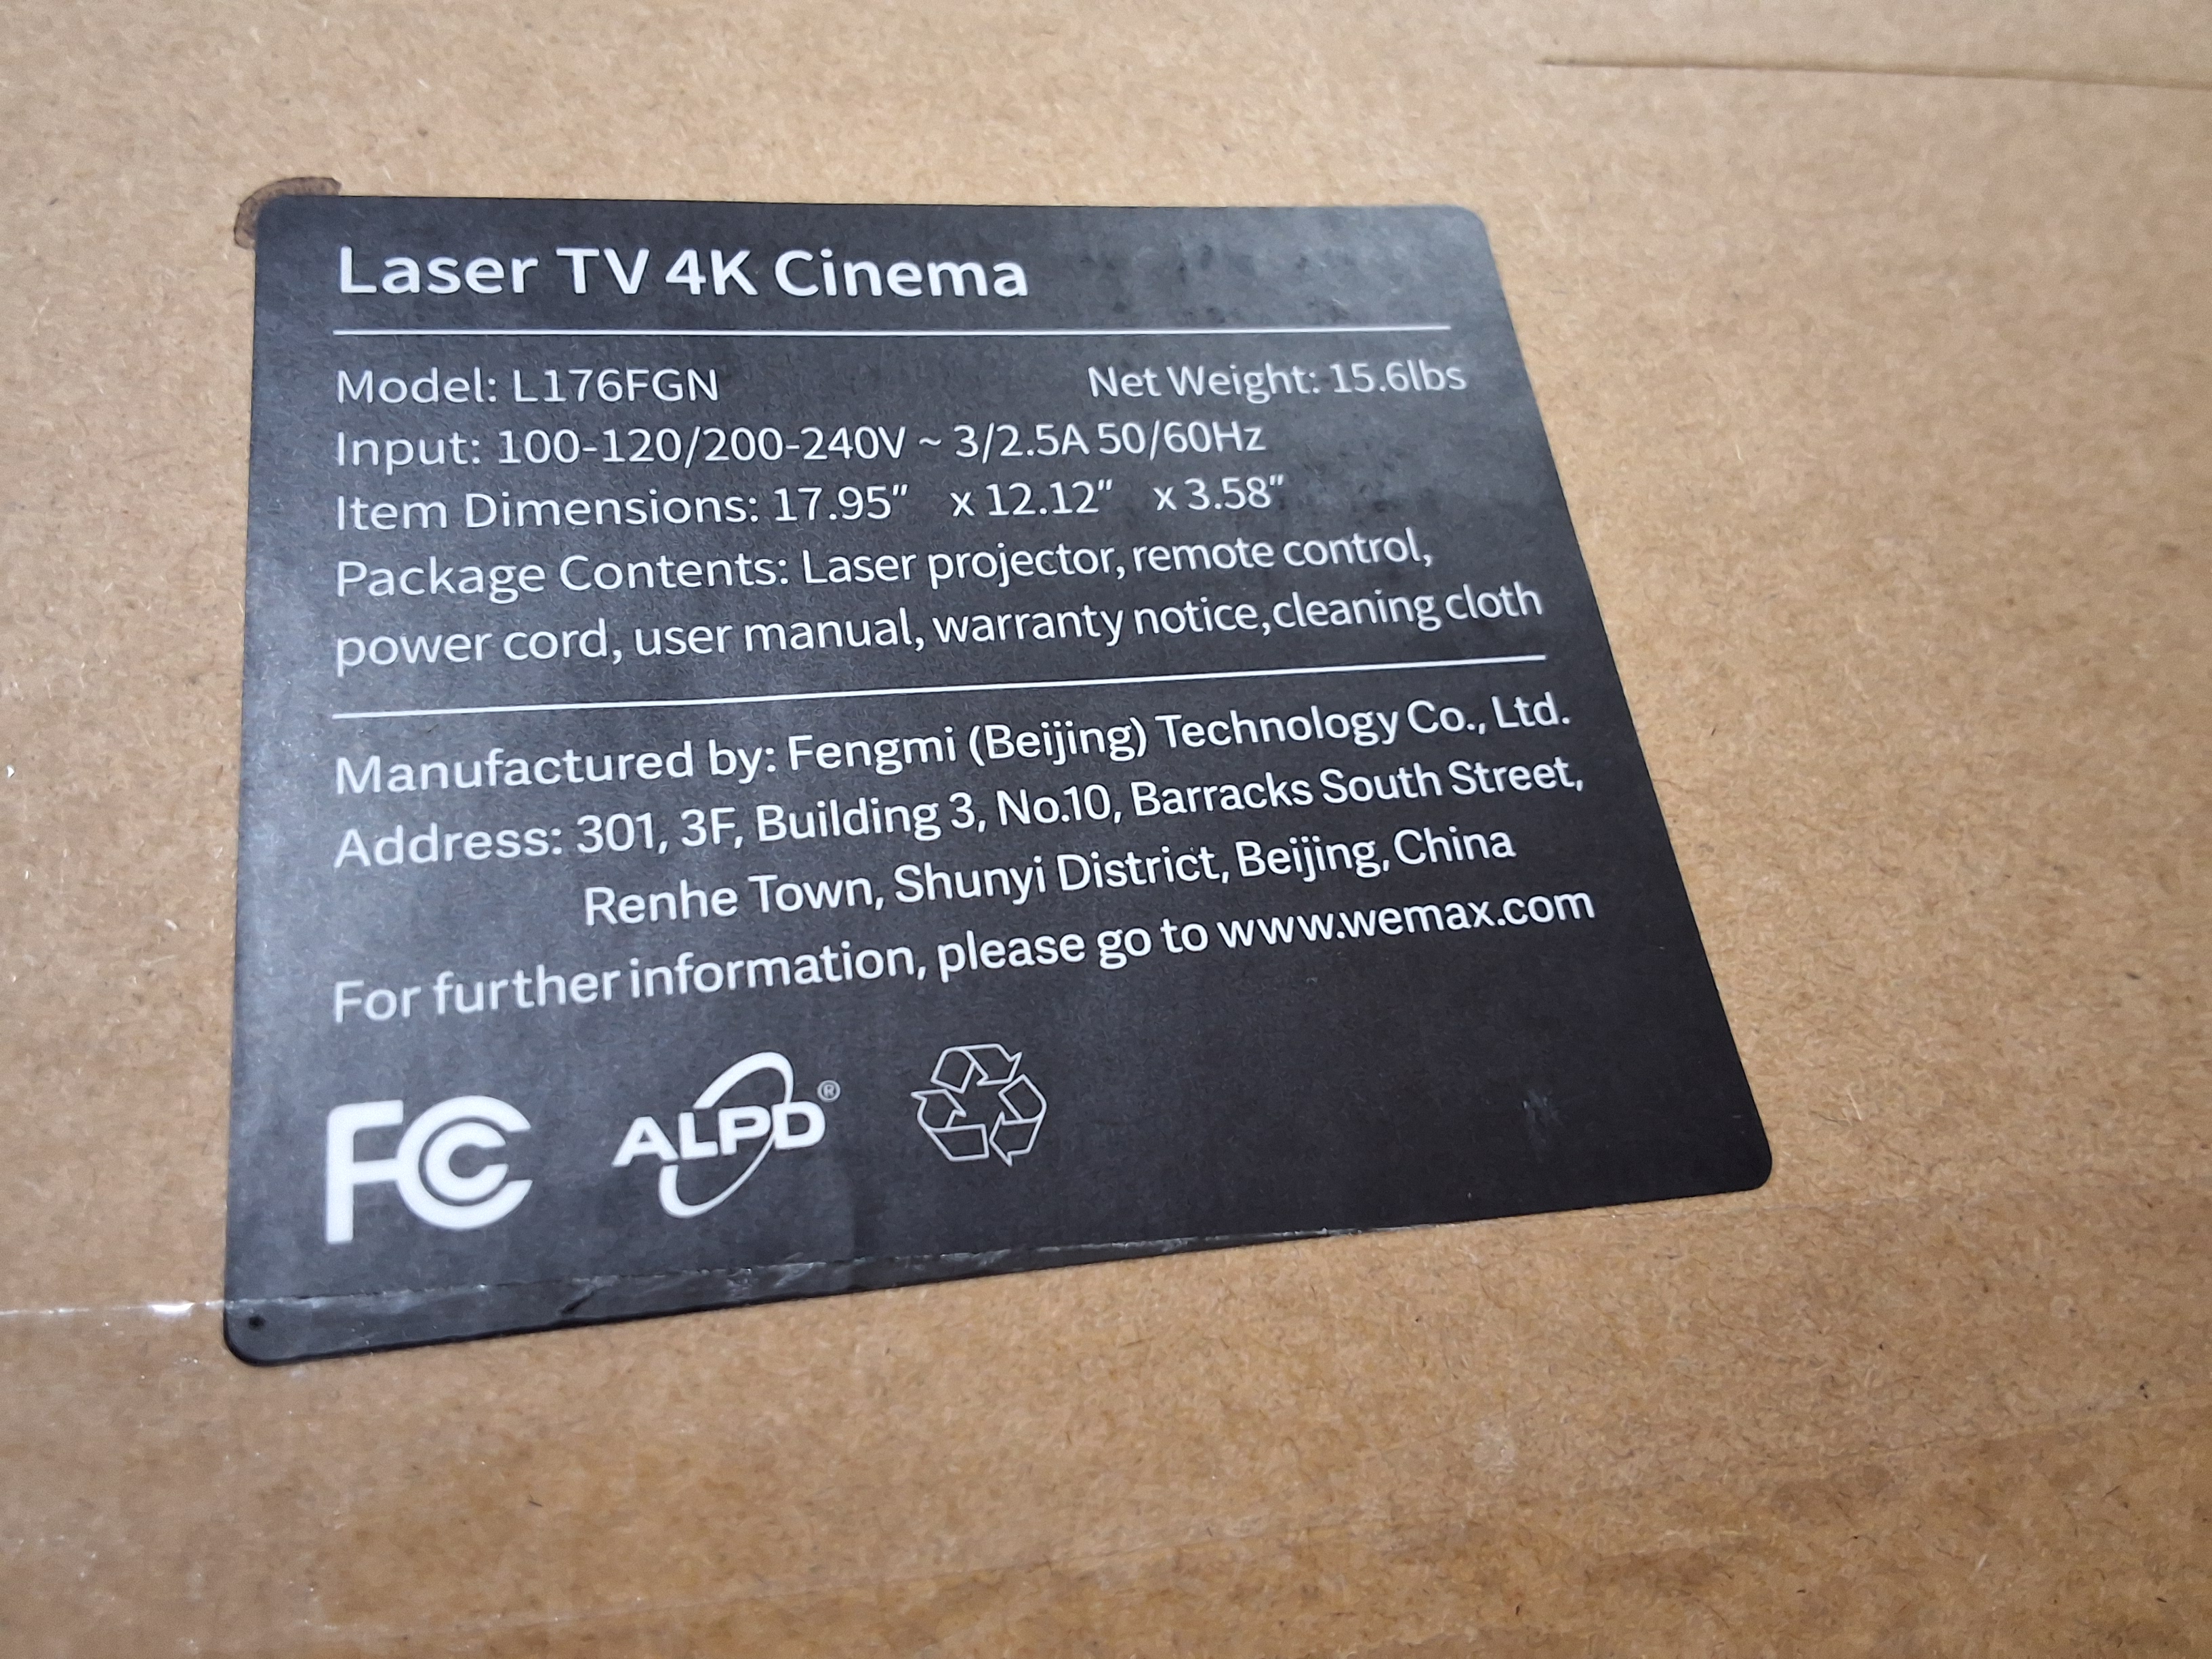 Laser TV 4K Cinema
Model: L176FGN Net Weight: 15.6lbs
Input: 100-120/200-240V ~ 3/2.5A 50/60Hz
Item Dimensions: 17.95″ x 12.12″ x 3.58″
Package Contents: Laser projector, remote control,
power cord, user manual, warranty notice,cleaning cloth
Manufactured by: Fengmi (Beijing) Technology Co., Ltd.
Address: 301, 3F, Building 3, No.10, Barracks South Street,
Renhe Town, Shunyi District, Beijing, China
For further information, please go to www.wemax.com
FC ALPD®